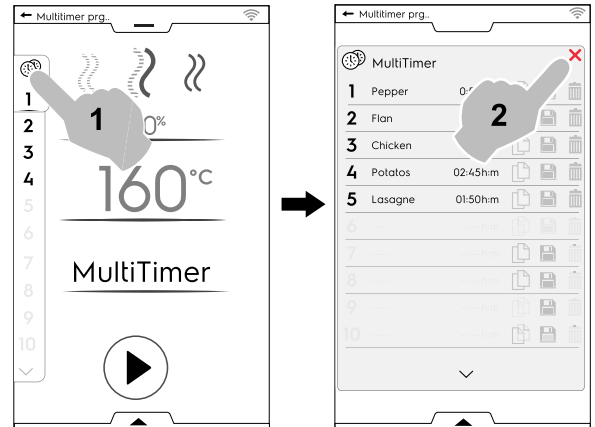 Multitimer prg..
1
2
3
4
5
6
7
8
9
10
1
0%
160°C
MultiTimer
Multitimer prg..
MultiTimer
1 Pepper
2 Flan
3 Chicken
4 Potatos 02:45h:m
5 Lasagne 01:50h:m
6
7
8
9
10
2